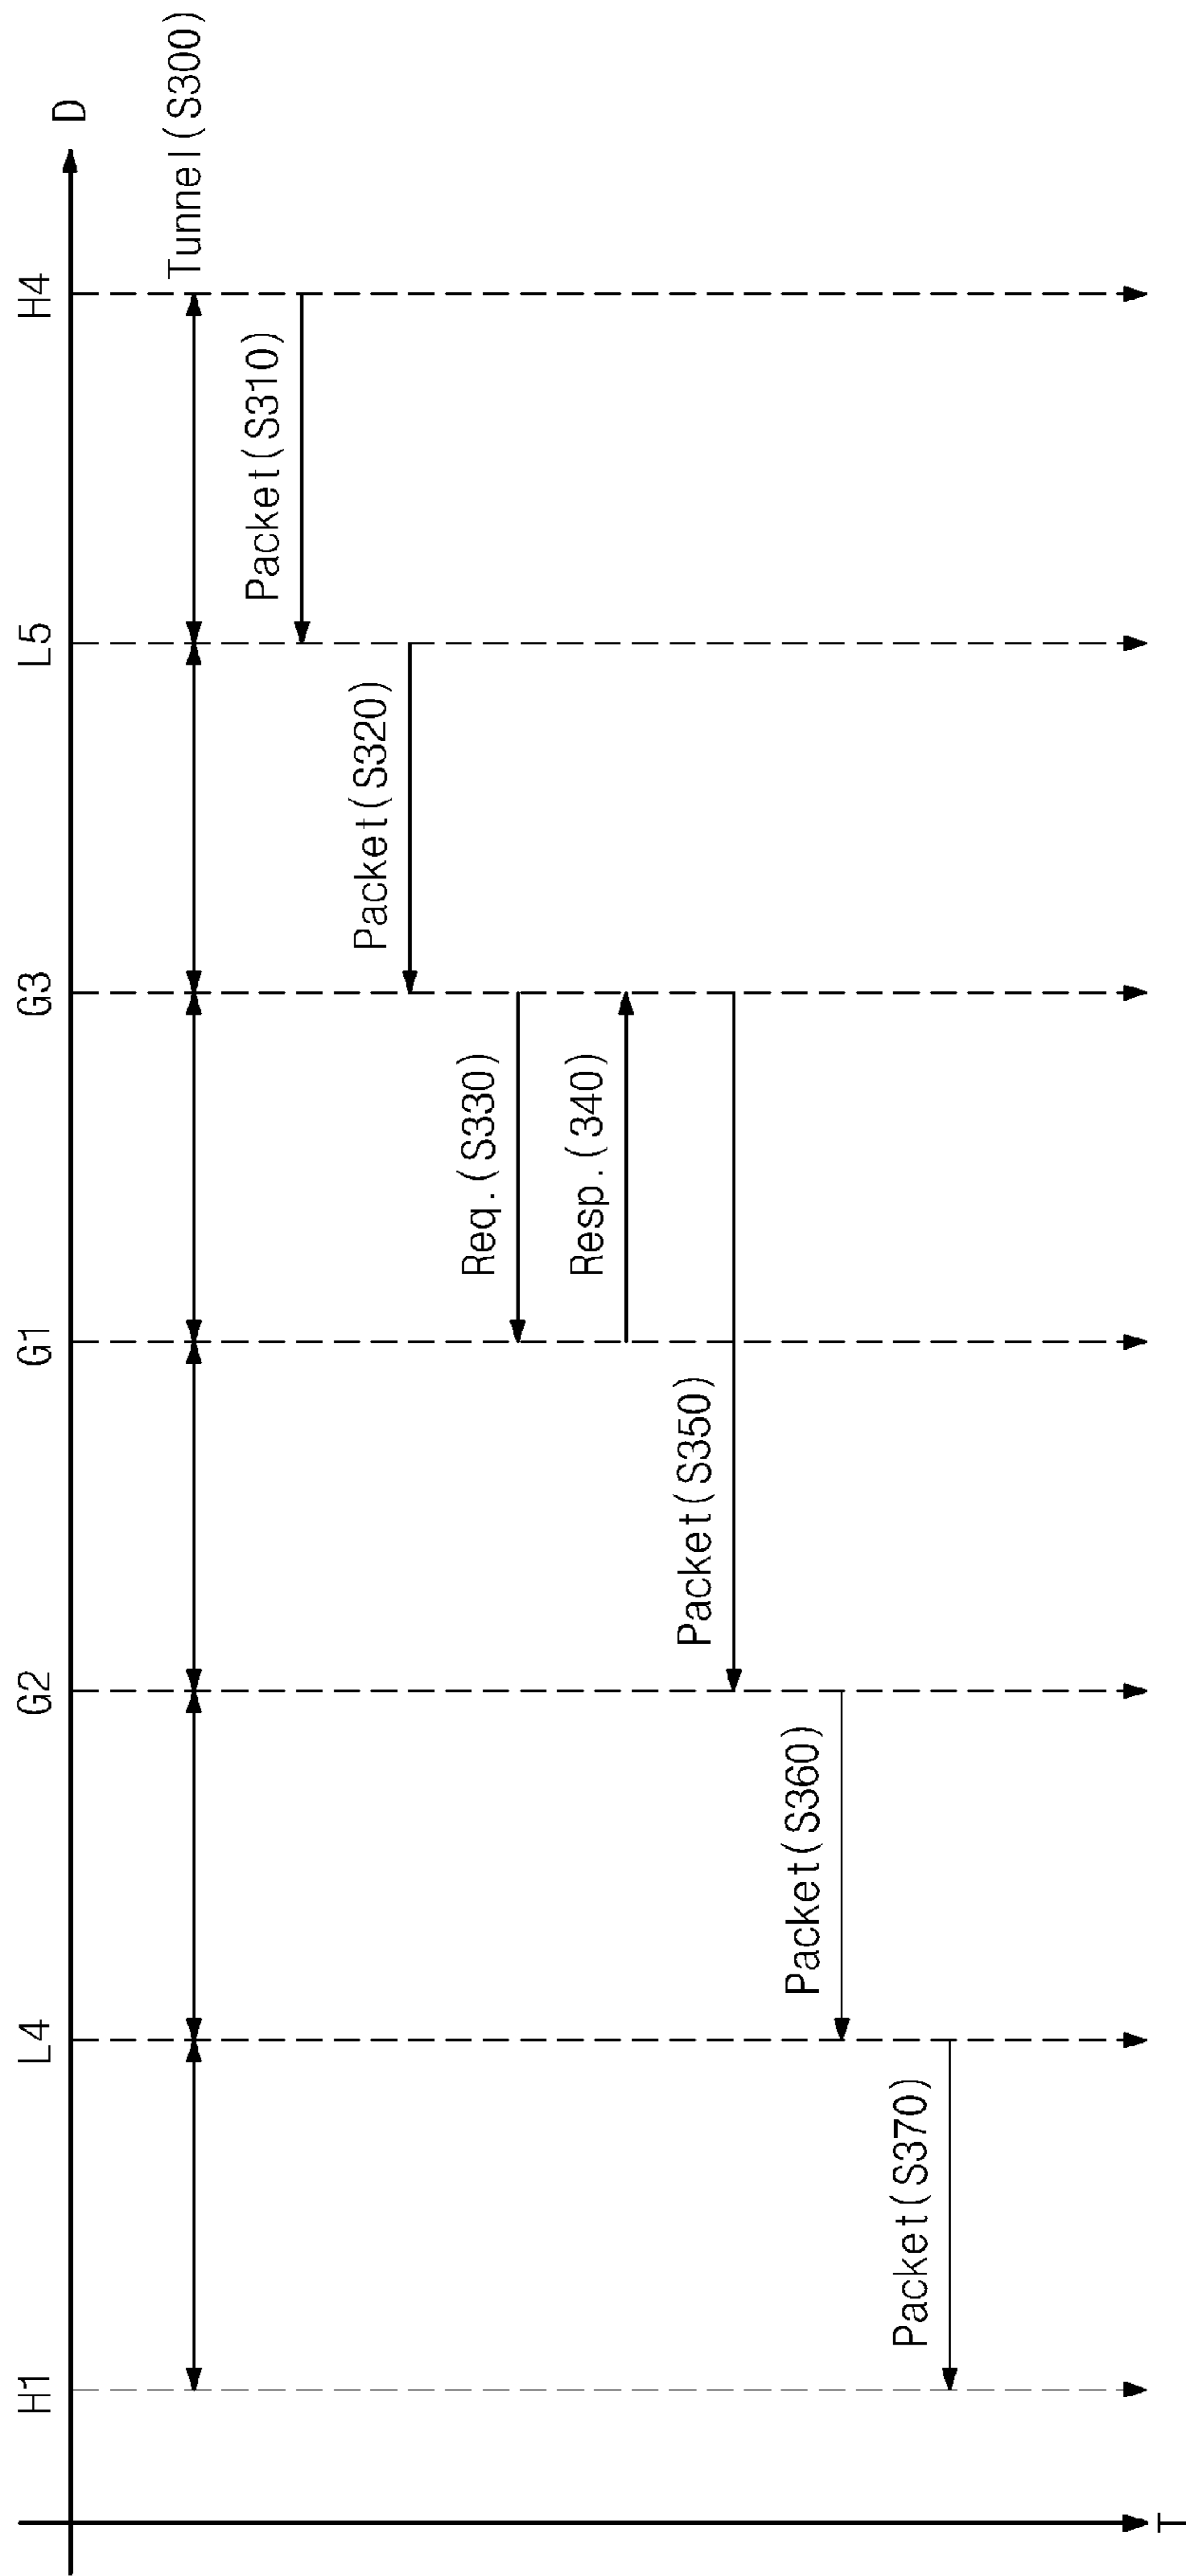 H1
L4
G2
G1
G3
L5
H4
D
Tunnel(S300)
Packet(S310)
Packet(S320)
Req.(S330)
Resp.(340)
Packet(S350)
Packet(S360)
Packet(S370)
T